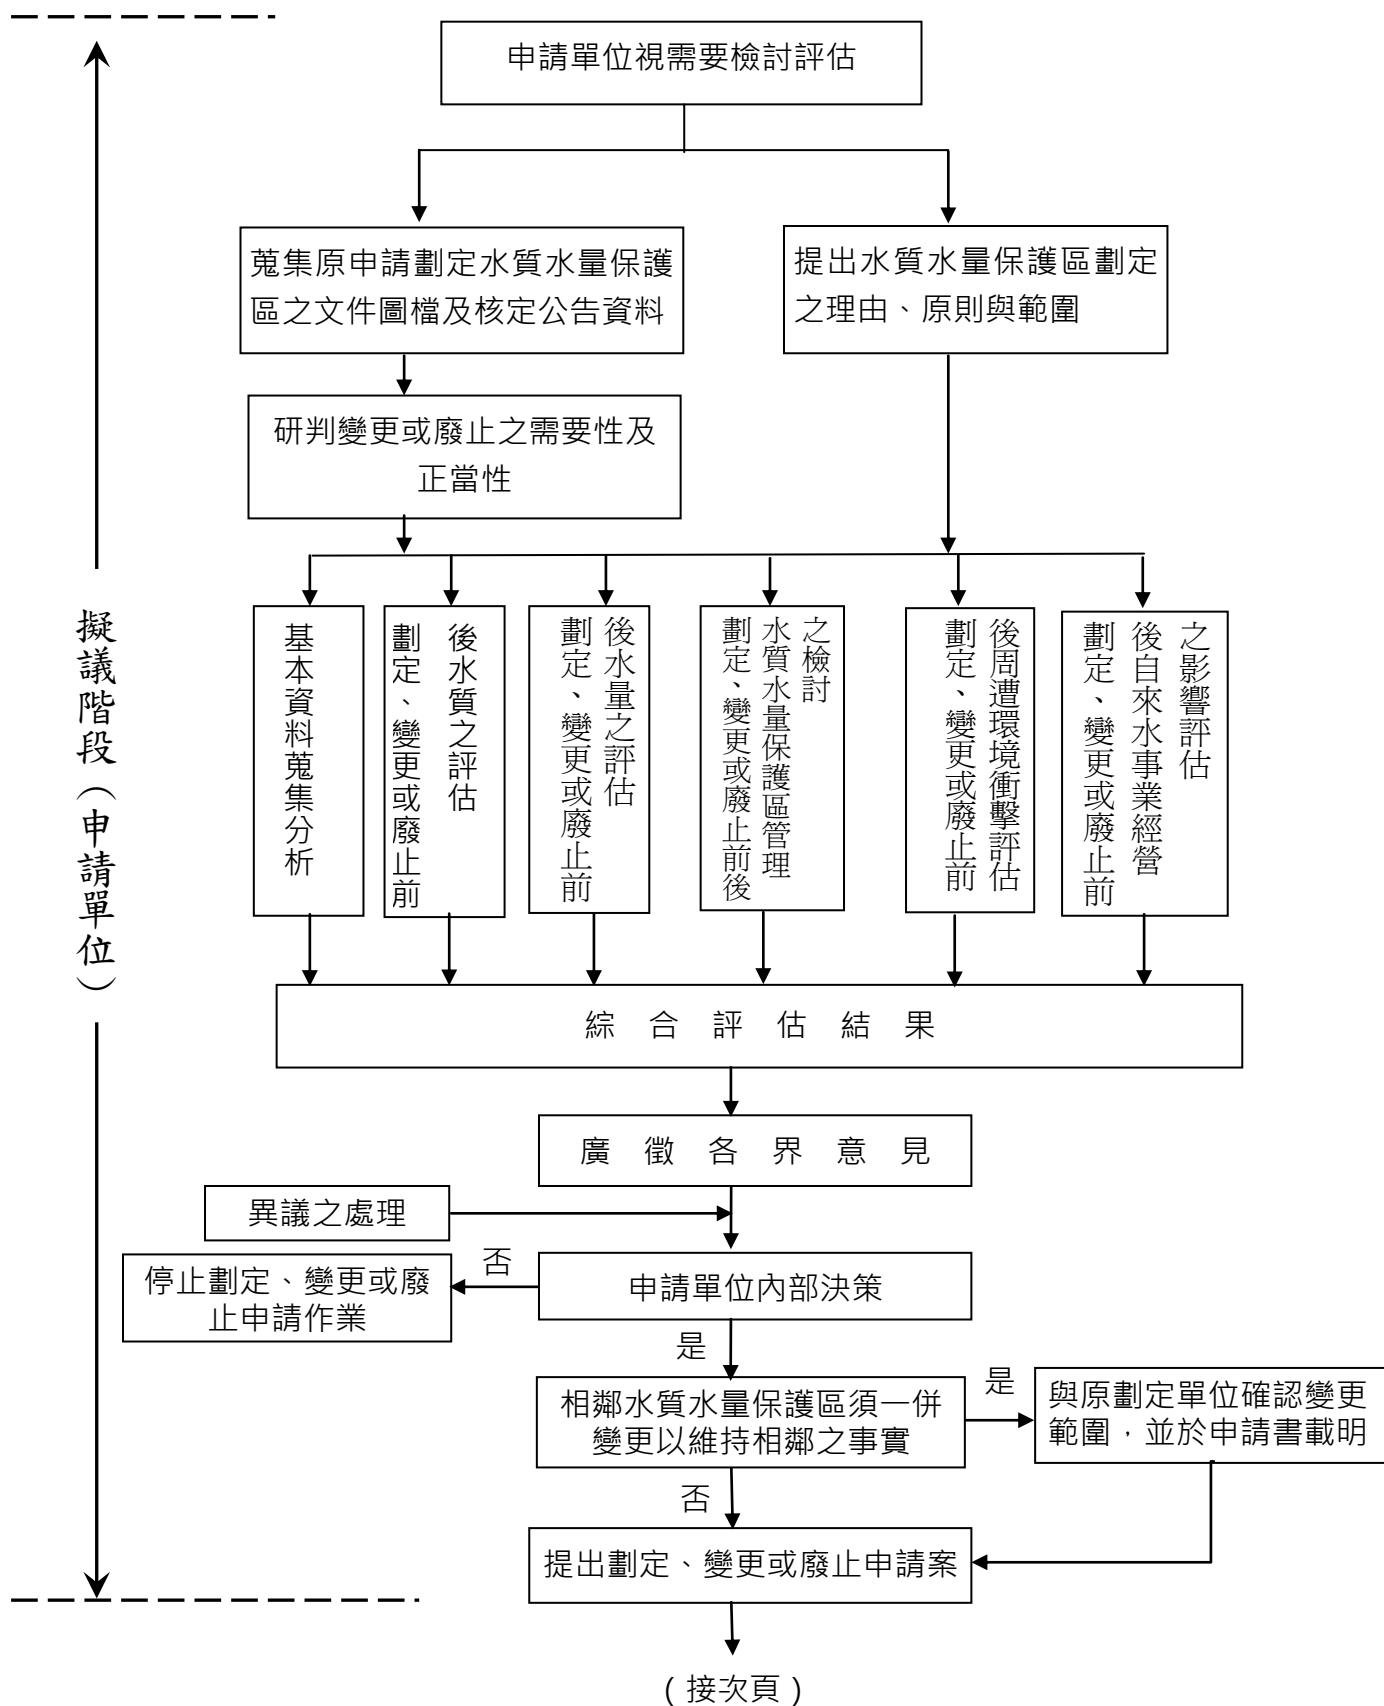 申請單位視需要檢討評估
蒐集原申請劃定水質水量保護
區之文件圖檔及核定公告資料
提出水質水量保護區劃定
之理由、原則與範圍
研判變更或廢止之需要性及
正當性
擬議階段（申請單位）
基本資料蒐集分析
劃定、變更或廢止前
後水質之評估
劃定、變更或廢止前
後水量之評估
劃定、變更或廢止前後
水質水量保護區管理
之檢討
劃定、變更或廢止前
後周遭環境衝擊評估
劃定、變更或廢止前
後自來水事業經營
之影響評估
綜合評估結果
廣徵各界意見
異議之處理
否
停止劃定、變更或廢
止申請作業
申請單位內部決策
是
相鄰水質水量保護區須一併
變更以維持相鄰之事實
是
與原劃定單位確認變更
範圍，並於申請書載明
否
提出劃定、變更或廢止申請案
（接次頁）